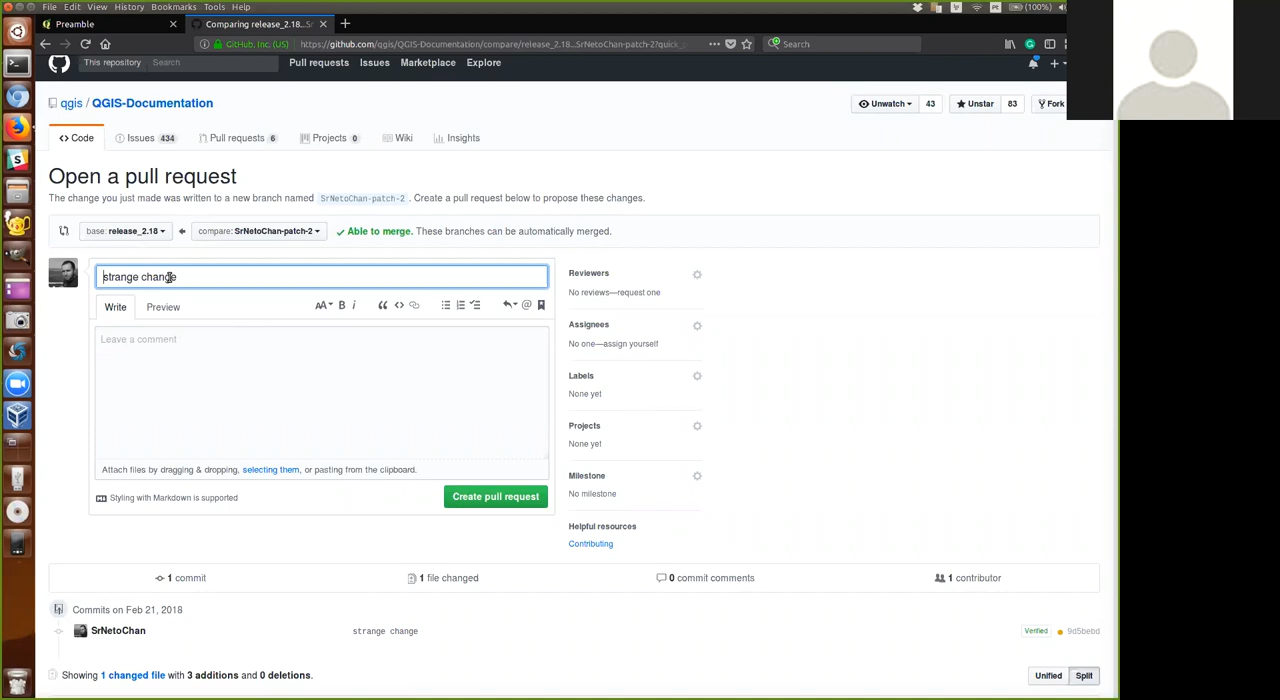 File Edit View History Bookmarks Tools Help
(100%)
Preamble
Comparing release_2.18...Sr
GitHub, Inc. (US)
https://github.com/qgis/QGIS-Documentation/compare/release_2.18...SrNetoChan-patch-2?quick_
Search
This repository Search
Pull requests Issues Marketplace Explore
qgis / QGIS-Documentation
Unwatch 43 Unstar 83 Fork
Code Issues 434 Pull requests 6 Projects 0 Wiki Insights
Open a pull request
The change you just made was written to a new branch named SrNetoChan-patch-2 . Create a pull request below to propose these changes.
base: release_2.18 compare: SrNetoChan-patch-2 Able to merge. These branches can be automatically merged.
strange change
Write Preview
AA B i
Leave a comment
Attach files by dragging & dropping, selecting them, or pasting from the clipboard.
Styling with Markdown is supported
Create pull request
Reviewers
No reviews—request one
Assignees
No one—assign yourself
Labels
None yet
Projects
None yet
Milestone
No milestone
Helpful resources
Contributing
1 commit 1 file changed 0 commit comments 1 contributor
Commits on Feb 21, 2018
SrNetoChan strange change Verified 9d5bebd
Showing 1 changed file with 3 additions and 0 deletions.
Unified Split